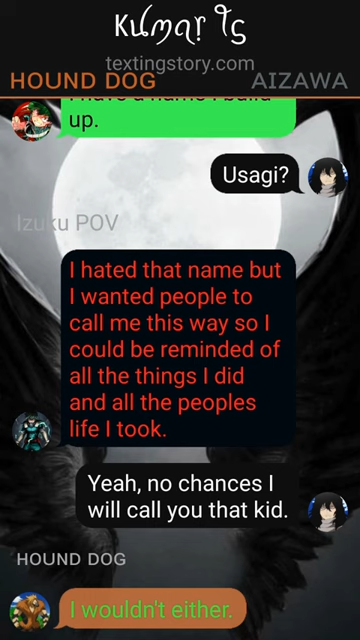 Kumar Ts
textingstory.com
HOUND DOG AIZAWA
up.
Usagi?
Izuku POV
I hated that name but
I wanted people to
call me this way so I
could be reminded of
all the things I did
and all the peoples
life I took.
Yeah, no chances I
will call you that kid.
HOUND DOG
I wouldn't either.